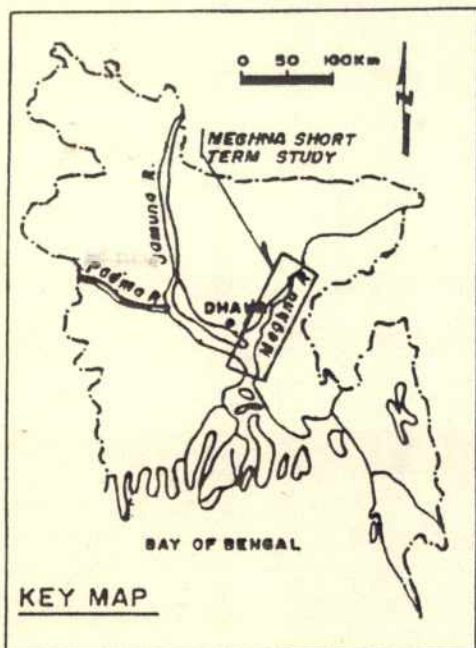 0 50 100Km
N
MEGHNA SHORT
TERM STUDY
Jamuna R.
Padma R.
DHAKA
Meghna R.
BAY OF BENGAL
KEY MAP